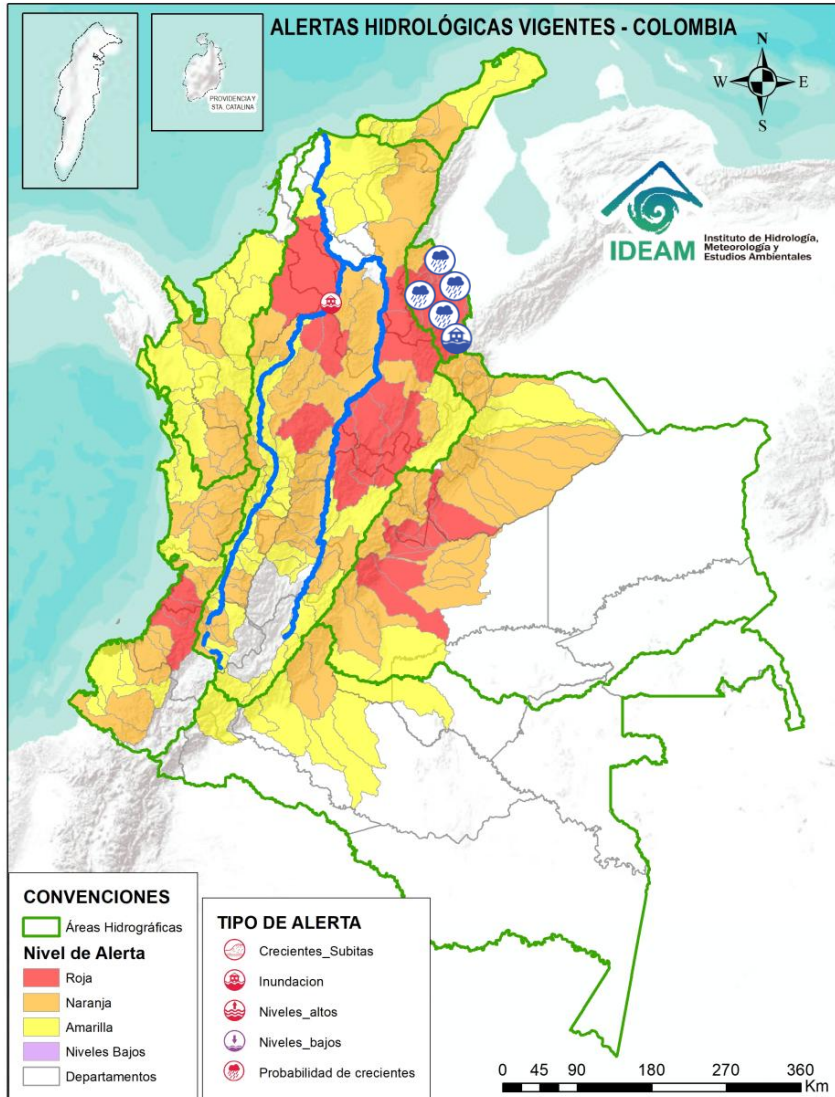 ALERTAS HIDROLÓGICAS VIGENTES - COLOMBIA
PROVIDENCIA Y
STA. CATALINA
N
W
E
S
IDEAM
Instituto de Hidrología,
Meteorología y
Estudios Ambientales
CONVENCIONES
Áreas Hidrográficas
Nivel de Alerta
Roja
Naranja
Amarilla
Niveles Bajos
Departamentos
TIPO DE ALERTA
Crecientes_Subitas
Inundacion
Niveles_altos
Niveles_bajos
Probabilidad de crecientes
0 45 90 180 270 360
Km